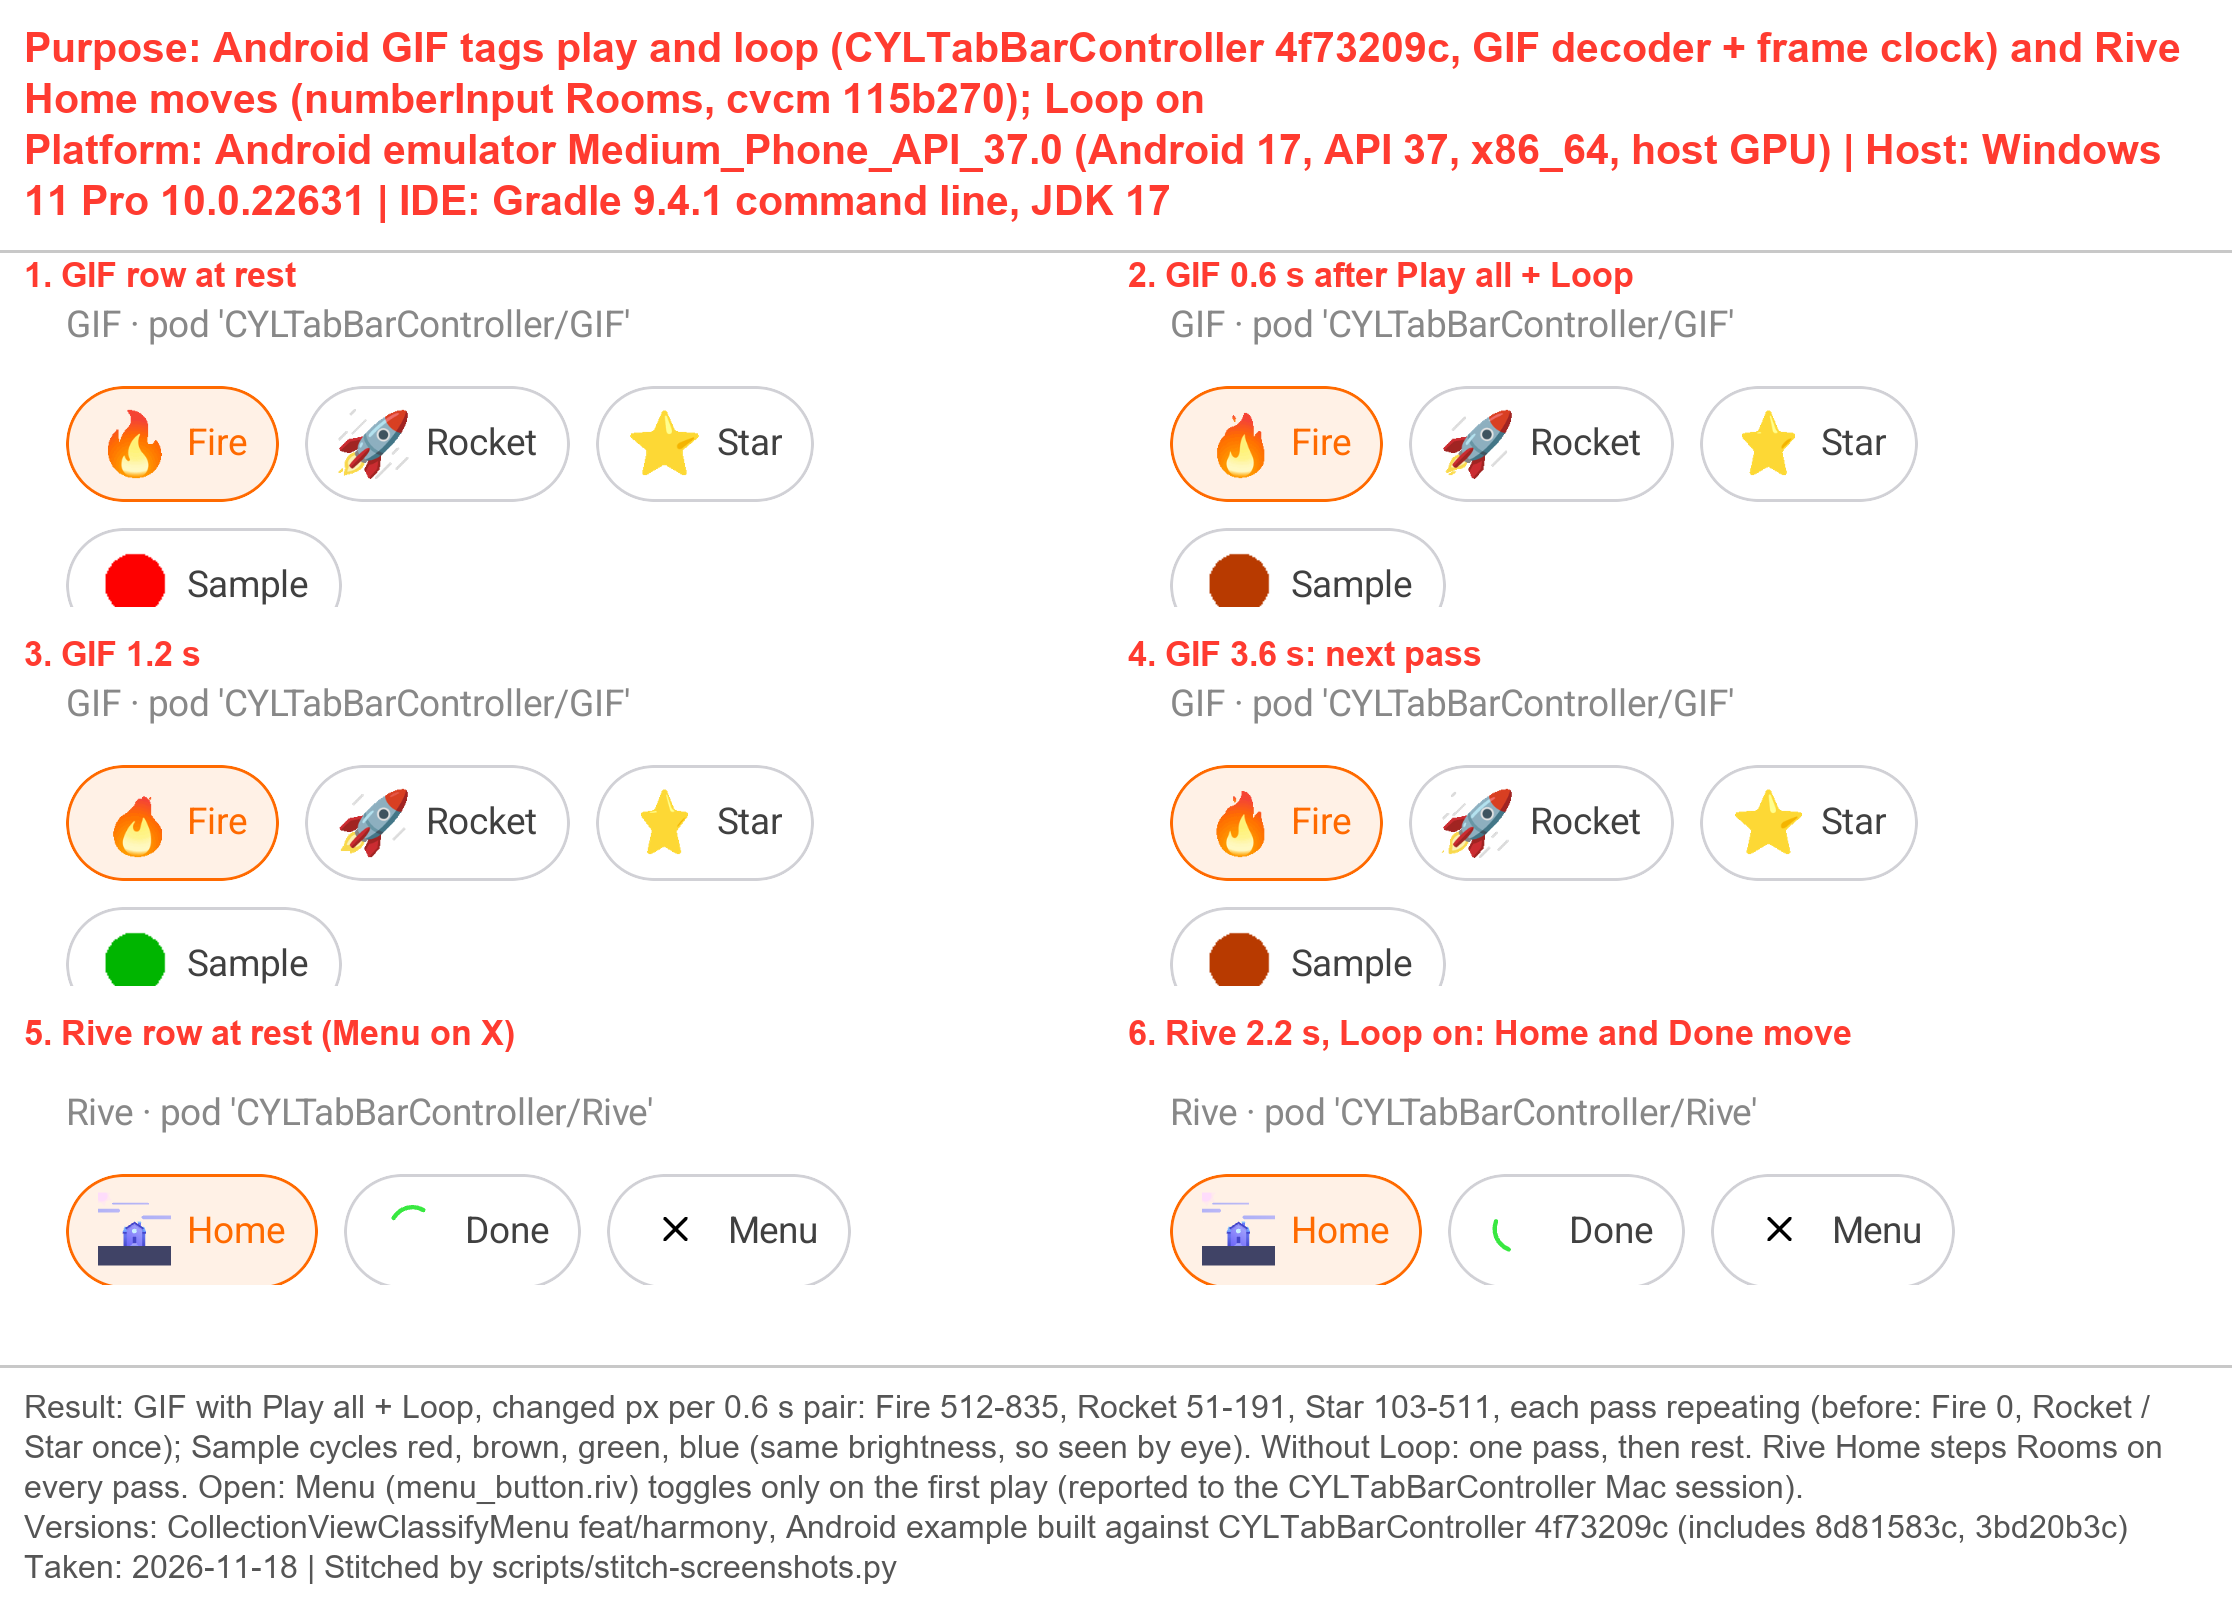 Purpose: Android GIF tags play and loop (CYLTabBarController 4f73209c, GIF decoder + frame clock) and Rive
Home moves (numberInput Rooms, cvcm 115b270); Loop on
Platform: Android emulator Medium_Phone_API_37.0 (Android 17, API 37, x86_64, host GPU) | Host: Windows
11 Pro 10.0.22631 | IDE: Gradle 9.4.1 command line, JDK 17
1. GIF row at rest
GIF · pod 'CYLTabBarController/GIF'
Fire
Rocket
Star
Sample
2. GIF 0.6 s after Play all + Loop
GIF · pod 'CYLTabBarController/GIF'
Fire
Rocket
Star
Sample
3. GIF 1.2 s
GIF · pod 'CYLTabBarController/GIF'
Fire
Rocket
Star
Sample
4. GIF 3.6 s: next pass
GIF · pod 'CYLTabBarController/GIF'
Fire
Rocket
Star
Sample
5. Rive row at rest (Menu on X)
Rive · pod 'CYLTabBarController/Rive'
Home
Done
Menu
6. Rive 2.2 s, Loop on: Home and Done move
Rive · pod 'CYLTabBarController/Rive'
Home
Done
Menu
Result: GIF with Play all + Loop, changed px per 0.6 s pair: Fire 512-835, Rocket 51-191, Star 103-511, each pass repeating (before: Fire 0, Rocket /
Star once); Sample cycles red, brown, green, blue (same brightness, so seen by eye). Without Loop: one pass, then rest. Rive Home steps Rooms on
every pass. Open: Menu (menu_button.riv) toggles only on the first play (reported to the CYLTabBarController Mac session).
Versions: CollectionViewClassifyMenu feat/harmony, Android example built against CYLTabBarController 4f73209c (includes 8d81583c, 3bd20b3c)
Taken: 2026-11-18 | Stitched by scripts/stitch-screenshots.py